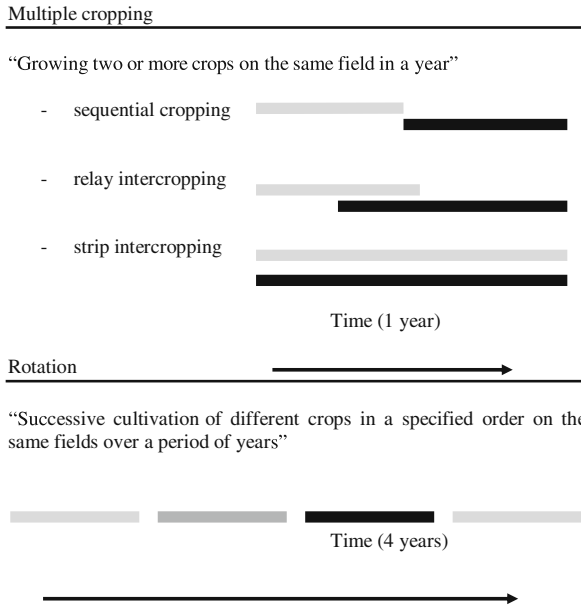 Multiple cropping
“Growing two or more crops on the same field in a year”
- sequential cropping
- relay intercropping
- strip intercropping
Time (1 year)
Rotation
“Successive cultivation of different crops in a specified order on the
same fields over a period of years”
Time (4 years)